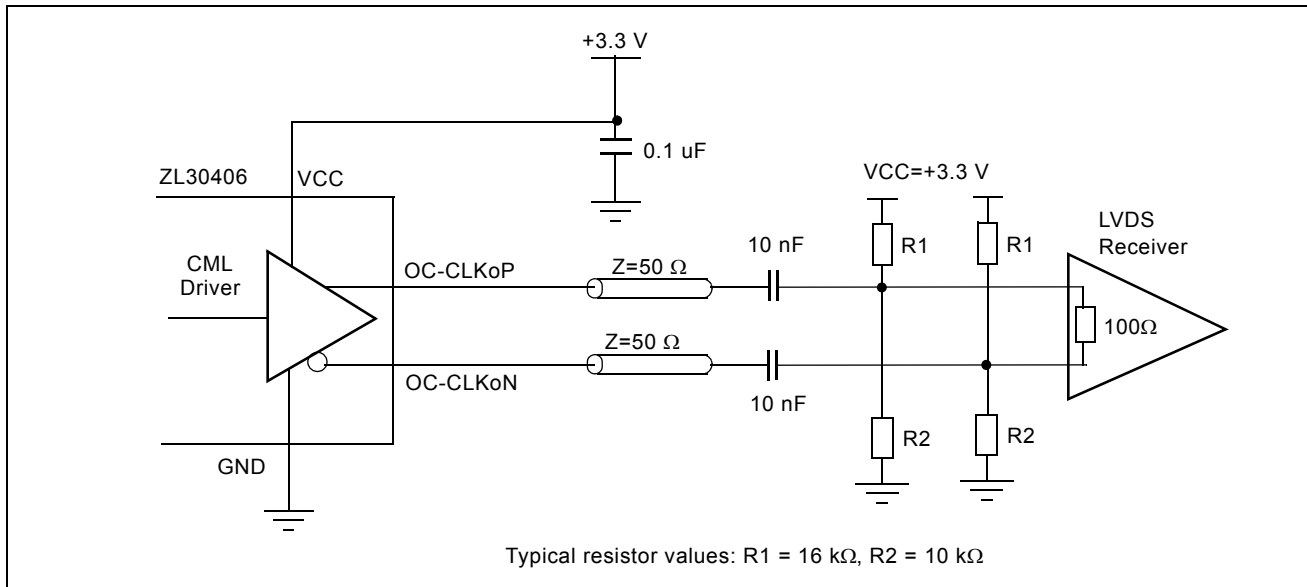 +3.3 V
0.1 uF
ZL30406
VCC
VCC=+3.3 V
CML
Driver
OC-CLKoP
Z=50 Ω
10 nF
R1
R1
LVDS
Receiver
100Ω
OC-CLKoN
Z=50 Ω
10 nF
R2
R2
GND
Typical resistor values: R1 = 16 kΩ, R2 = 10 kΩ